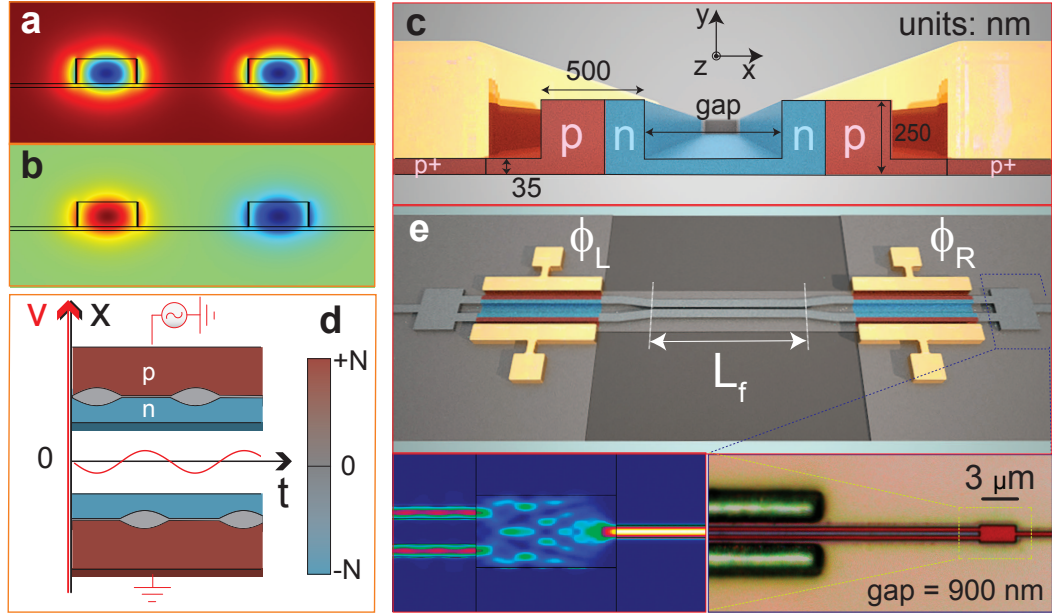 a
b
c
units: nm
y
z
x
500
gap
p
n
n
p
250
p+
p+
35
e
ϕL
ϕR
Lf
v
x
d
p
n
0
t
+N
0
-N
3 μm
gap = 900 nm